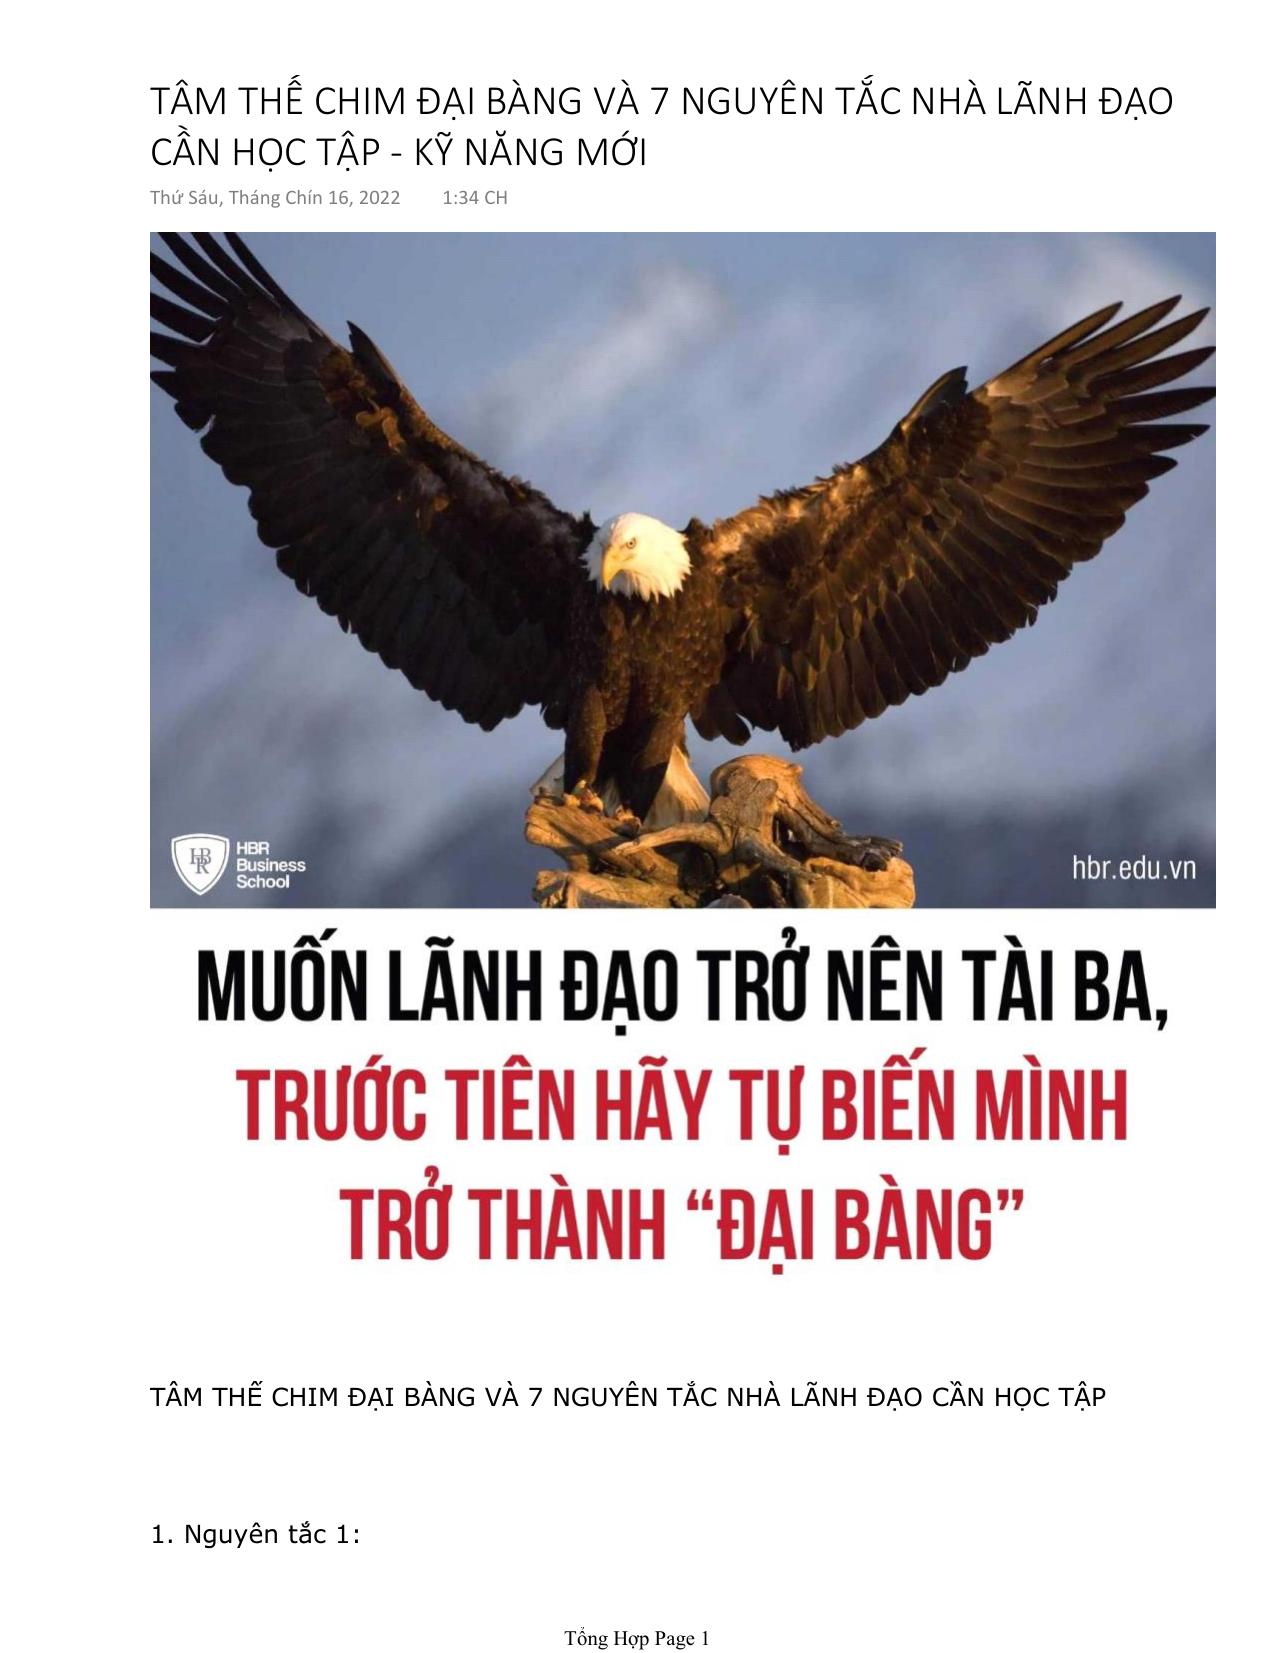 TÂM THẾ CHIM ĐẠI BÀNG VÀ 7 NGUYÊN TẮC NHÀ LÃNH ĐẠO
CẦN HỌC TẬP - KỸ NĂNG MỚI
Thứ Sáu, Tháng Chín 16, 2022 1:34 CH
HBR
HBR
Business
School
hbr.edu.vn
MUỐN LÃNH ĐẠO TRỞ NÊN TÀI BA,
TRƯỚC TIÊN HÃY TỰ BIẾN MÌNH
TRỞ THÀNH “ĐẠI BÀNG”
TÂM THẾ CHIM ĐẠI BÀNG VÀ 7 NGUYÊN TẮC NHÀ LÃNH ĐẠO CẦN HỌC TẬP
1. Nguyên tắc 1:
Tổng Hợp Page 1